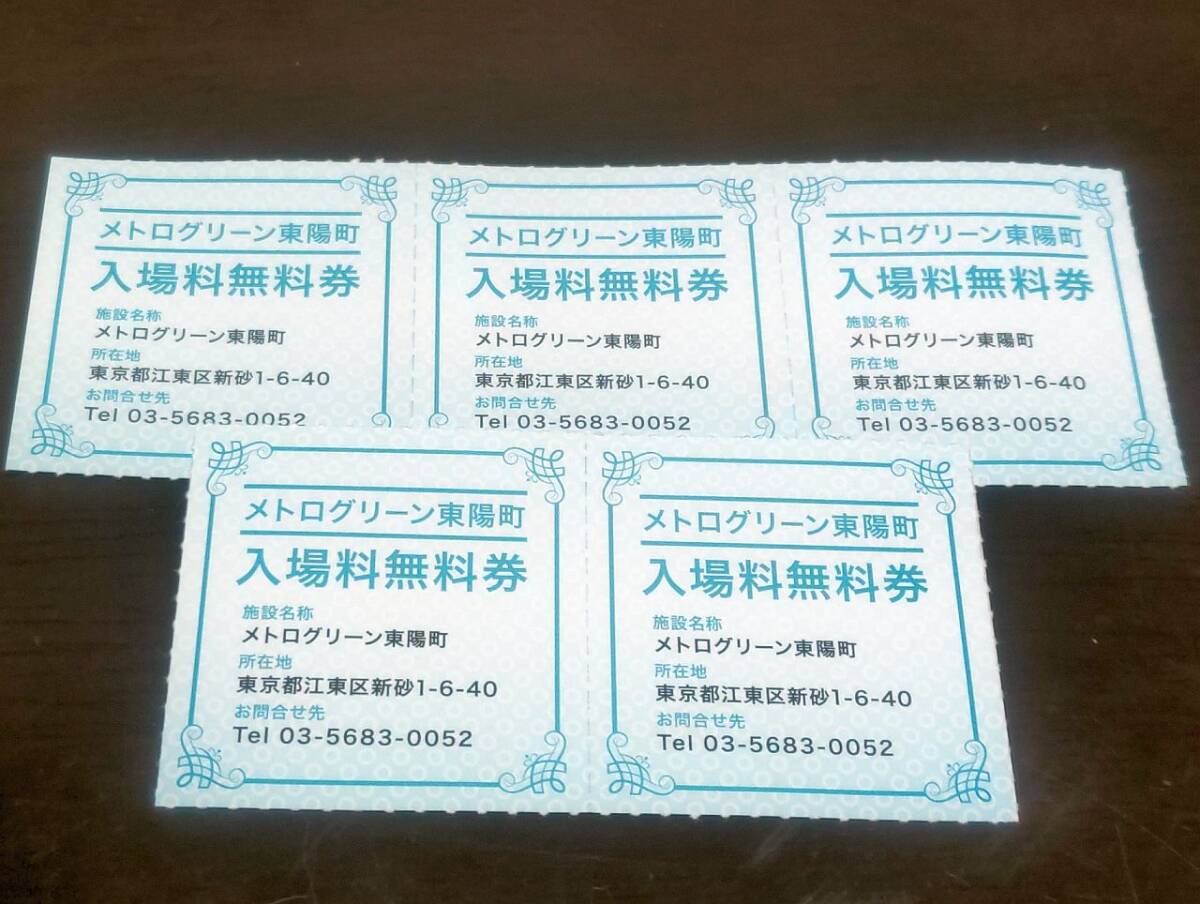 メトログリーン東陽町
入場料無料券
施設名称
メトログリーン東陽町
所在地
東京都江東区新砂1-6-40
お問合せ先
Tel 03-5683-0052
メトログリーン東陽町
入場料無料券
施設名称
メトログリーン東陽町
所在地
東京都江東区新砂1-6-40
お問合せ先
Tel 03-5683-0052
メトログリーン東陽町
入場料無料券
施設名称
メトログリーン東陽町
所在地
東京都江東区新砂1-6-40
お問合せ先
Tel 03-5683-0052
メトログリーン東陽町
入場料無料券
施設名称
メトログリーン東陽町
所在地
東京都江東区新砂1-6-40
お問合せ先
Tel 03-5683-0052
メトログリーン東陽町
入場料無料券
施設名称
メトログリーン東陽町
所在地
東京都江東区新砂1-6-40
お問合せ先
Tel 03-5683-0052